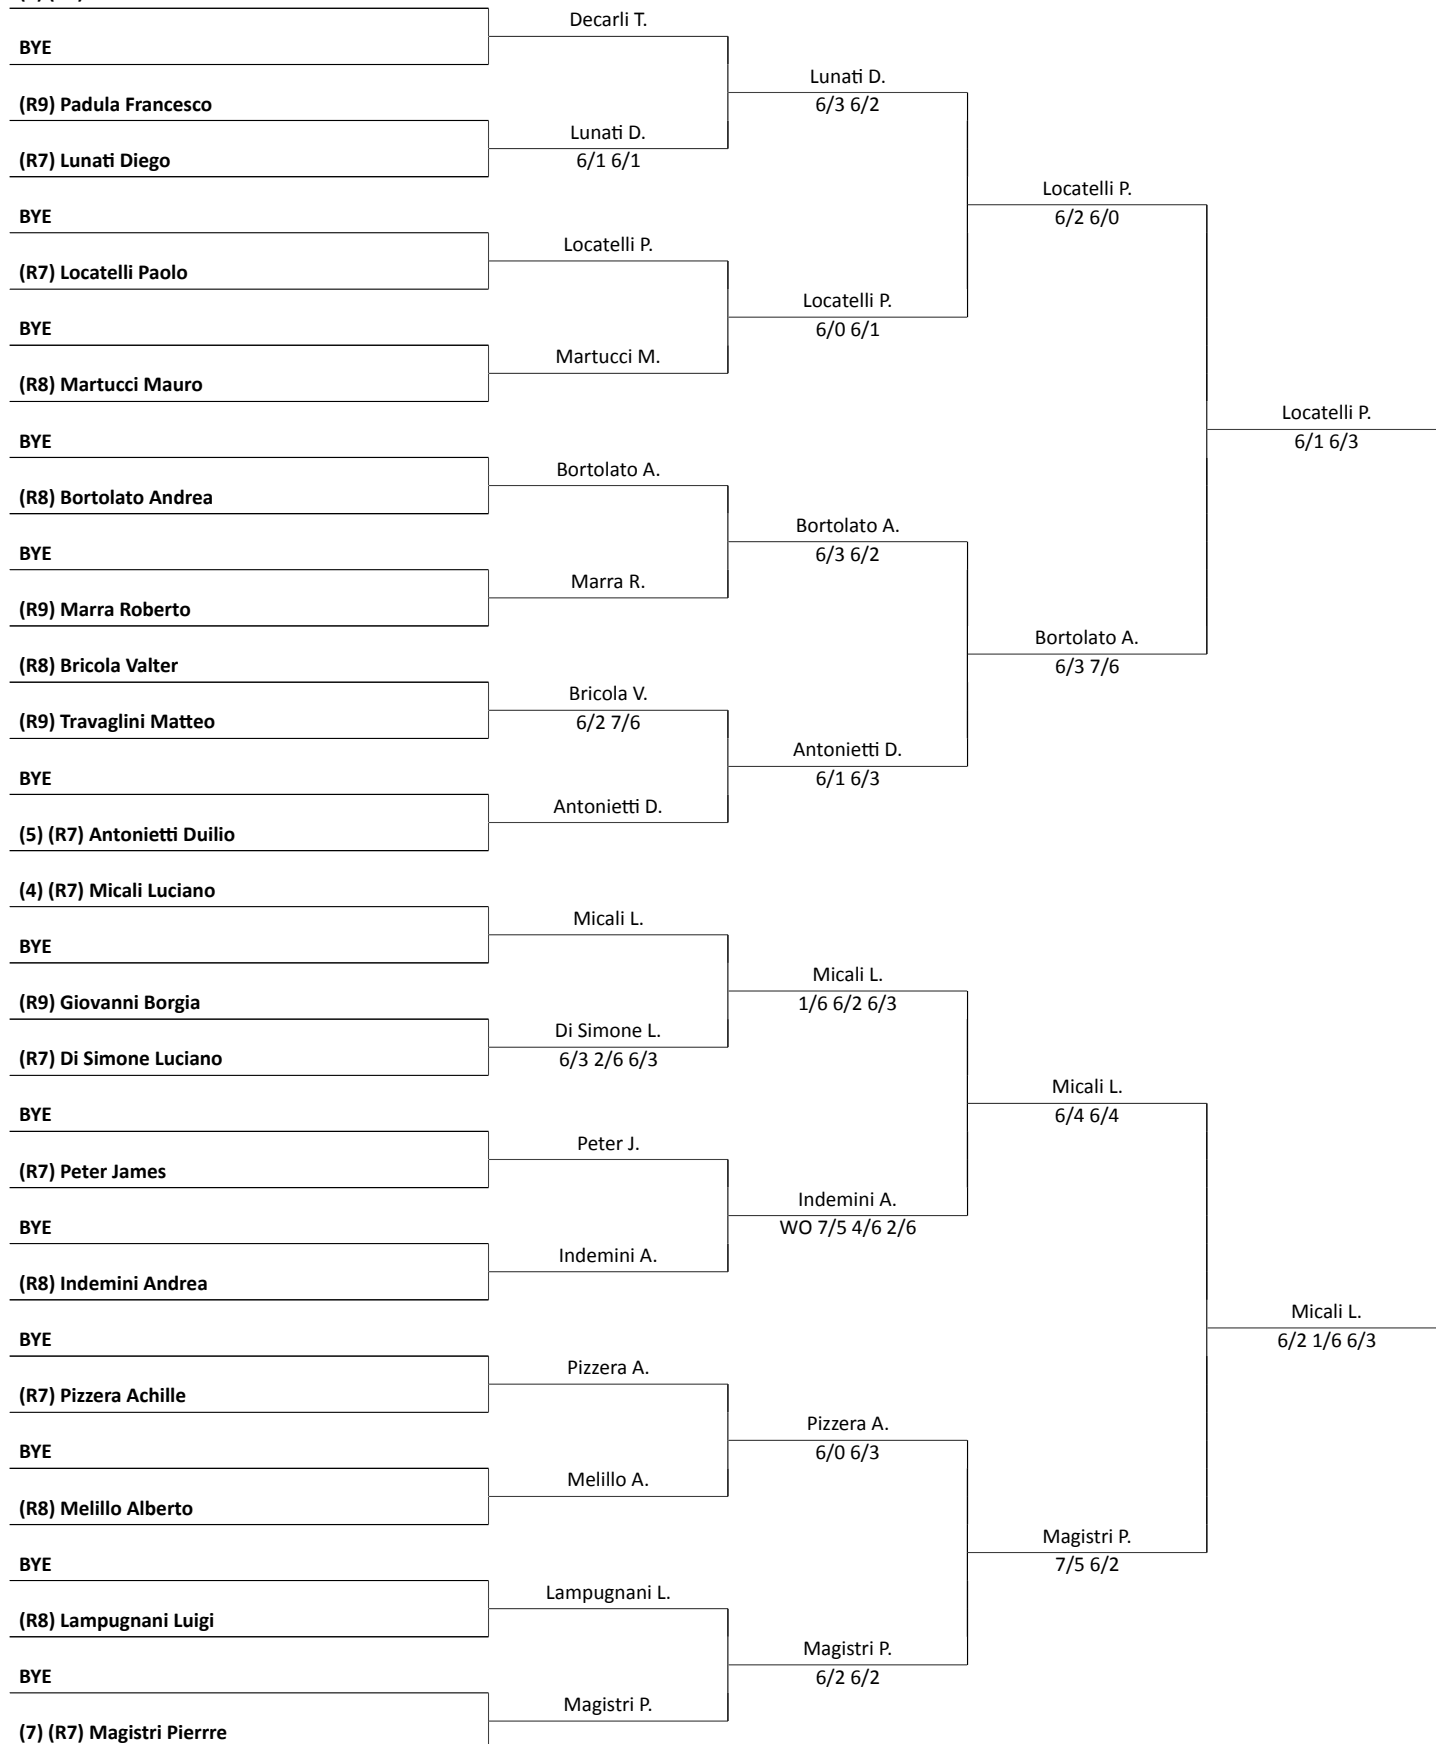 Decarli T.
BYE
Lunati D.
(R9) Padula Francesco
6/3 6/2
Lunati D.
(R7) Lunati Diego
6/1 6/1
Locatelli P.
BYE
6/2 6/0
Locatelli P.
(R7) Locatelli Paolo
Locatelli P.
BYE
6/0 6/1
Martucci M.
(R8) Martucci Mauro
Locatelli P.
BYE
6/1 6/3
Bortolato A.
(R8) Bortolato Andrea
Bortolato A.
BYE
6/3 6/2
Marra R.
(R9) Marra Roberto
Bortolato A.
(R8) Bricola Valter
6/3 7/6
Bricola V.
(R9) Travaglini Matteo
6/2 7/6
Antonietti D.
BYE
6/1 6/3
Antonietti D.
(5) (R7) Antonietti Duilio
(4) (R7) Micali Luciano
Micali L.
BYE
Micali L.
(R9) Giovanni Borgia
1/6 6/2 6/3
Di Simone L.
(R7) Di Simone Luciano
6/3 2/6 6/3
Micali L.
BYE
6/4 6/4
Peter J.
(R7) Peter James
Indemini A.
BYE
WO 7/5 4/6 2/6
Indemini A.
(R8) Indemini Andrea
Micali L.
BYE
6/2 1/6 6/3
Pizzera A.
(R7) Pizzera Achille
Pizzera A.
BYE
6/0 6/3
Melillo A.
(R8) Melillo Alberto
Magistri P.
BYE
7/5 6/2
Lampugnani L.
(R8) Lampugnani Luigi
Magistri P.
BYE
6/2 6/2
Magistri P.
(7) (R7) Magistri Pierrre